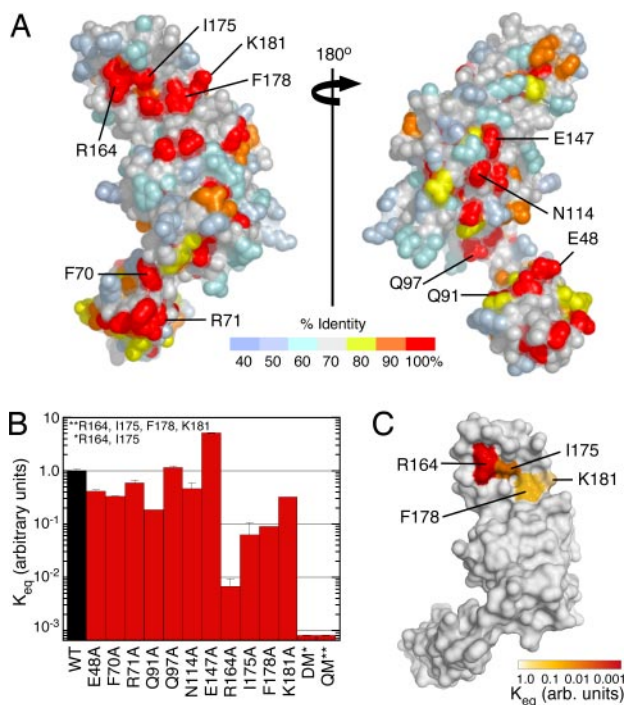 A
I175
K181
F178
R164
F70
R71
180º
E147
N114
E48
Q97
Q91
% Identity
40 50 60 70 80 90 100%
B
**R164, I175, F178, K181
*R164, I175
Keq (arbitrary units)
10.0
1.0
10-1
10-2
10-3
WT
E48A
F70A
R71A
Q91A
Q97A
N114A
E147A
R164A
I175A
F178A
K181A
DM*
QM**
C
I175
R164
K181
F178
1.0 0.1 0.01 0.001
Keq (arb. units)